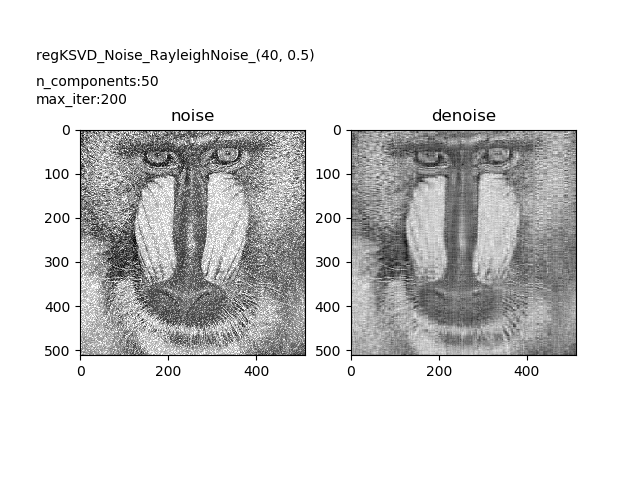 regKSVD_Noise_RayleighNoise_(40, 0.5)
n_components:50
max_iter:200
noise
denoise
0
100
200
300
400
500
0 200 400
0
100
200
300
400
500
0 200 400